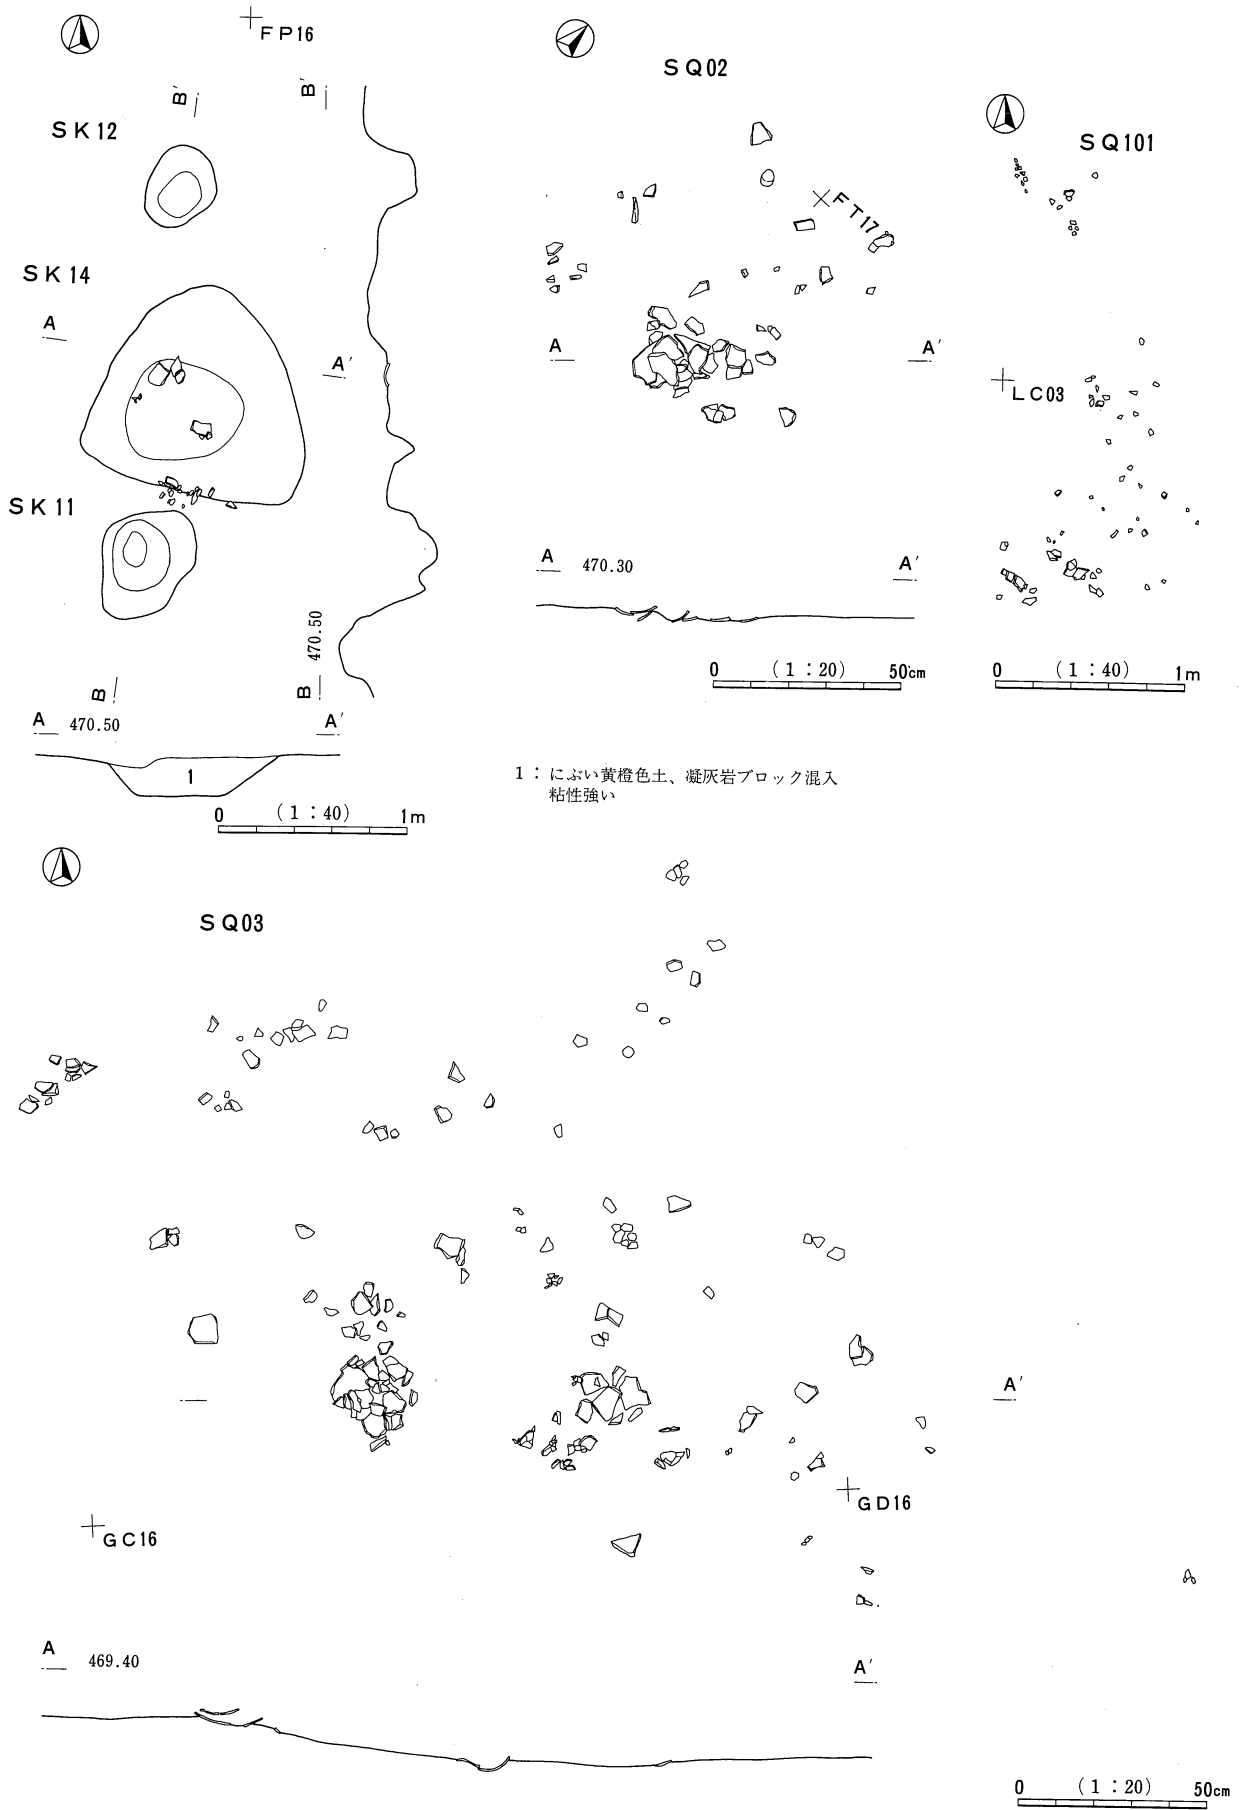 FP16
B'
B'
SK12
SK14
A
A'
SK11
B
B 470.50
A 470.50
A'
1
0 (1:40) 1m
SQ02
FT17
A
A'
A 470.30
A'
0 (1:20) 50cm
SQ101
LC03
0 (1:40) 1m
1：にぶい黄橙色土、凝灰岩ブロック混入
粘性強い
SQ03
A'
GD16
GC16
A 469.40
A'
0 (1:20) 50cm